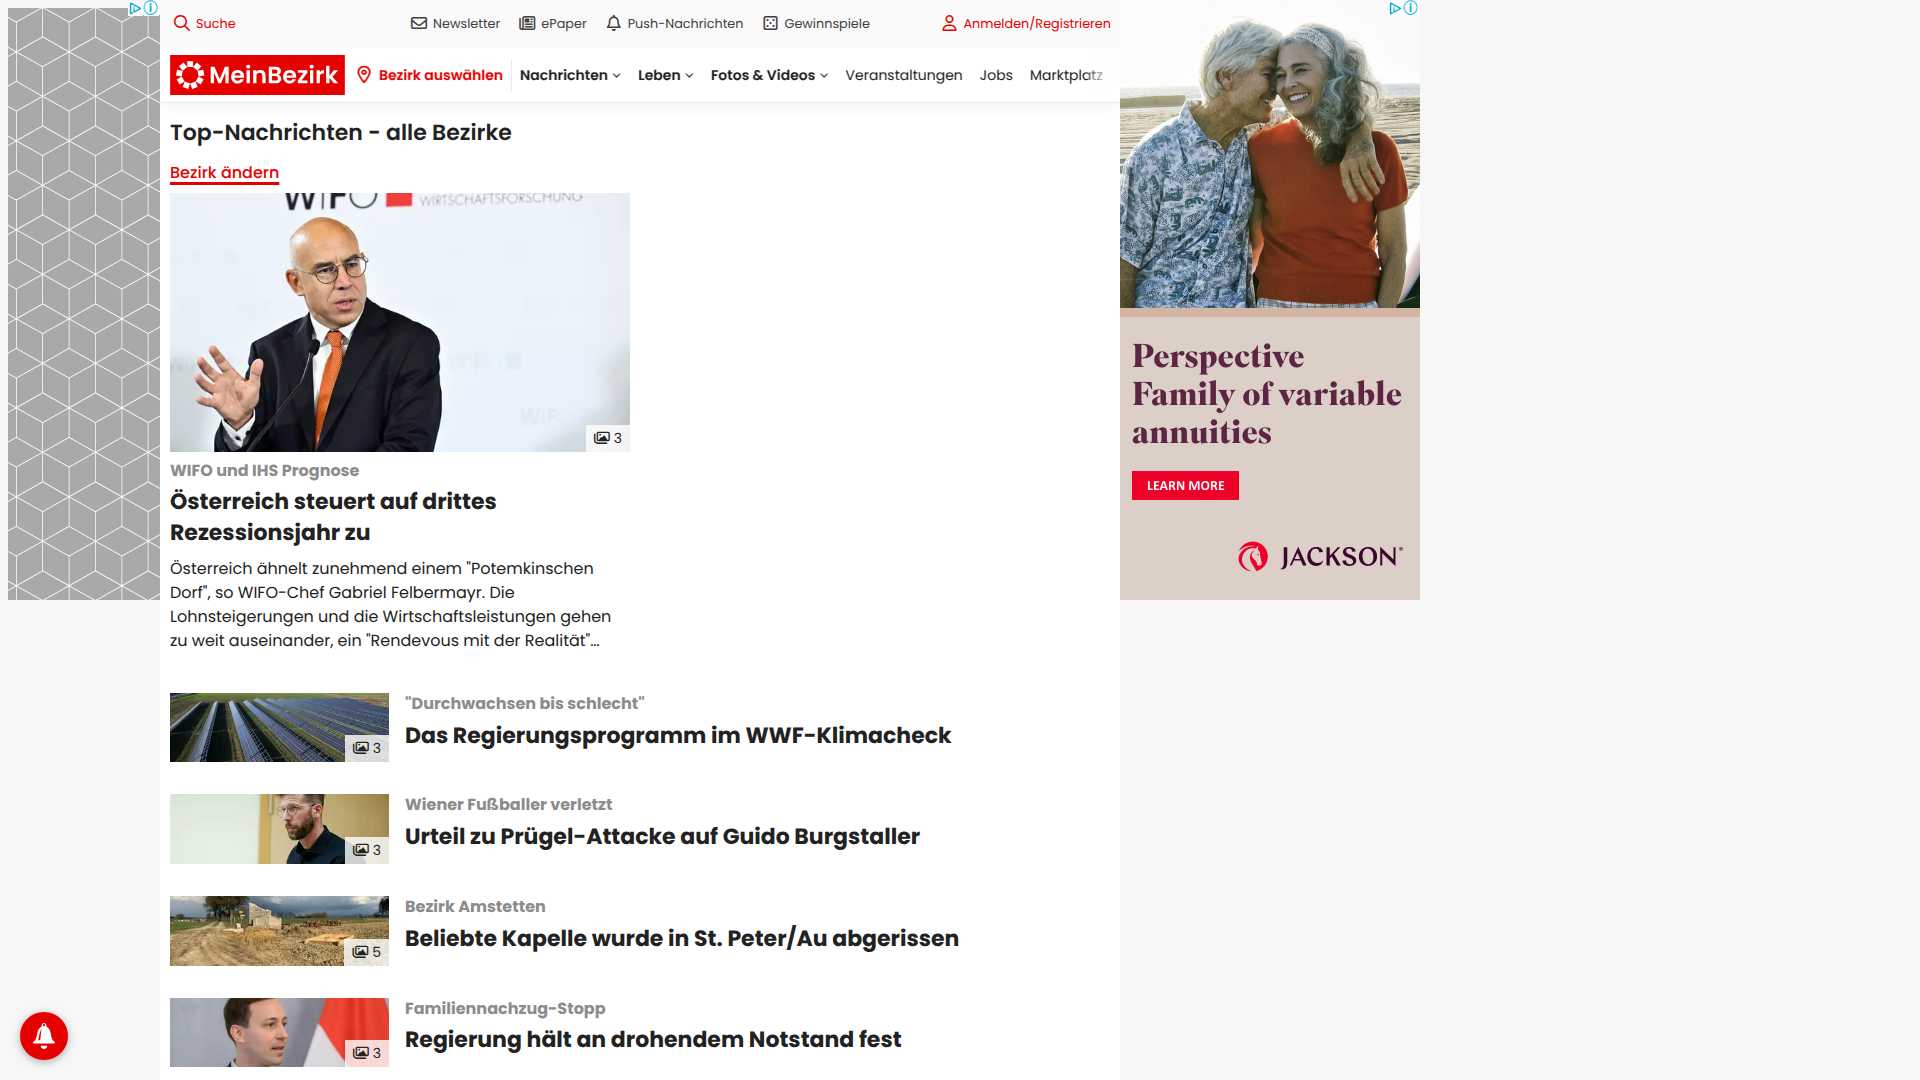 Suche
Newsletter
ePaper
Push-Nachrichten
Gewinnspiele
Anmelden/Registrieren
MeinBezirk
Bezirk auswählen
Nachrichten
Leben
Fotos & Videos
Veranstaltungen
Jobs
Marktplatz
Top-Nachrichten - alle Bezirke
Bezirk ändern
WIFO
WIRTSCHAFTSFORSCHUNG
3
WIFO und IHS Prognose
Österreich steuert auf drittes
Rezessionsjahr zu
Österreich ähnelt zunehmend einem "Potemkinschen
Dorf", so WIFO-Chef Gabriel Felbermayr. Die
Lohnsteigerungen und die Wirtschaftsleistungen gehen
zu weit auseinander, ein "Rendevous mit der Realität"...
3
"Durchwachsen bis schlecht"
Das Regierungsprogramm im WWF-Klimacheck
3
Wiener Fußballer verletzt
Urteil zu Prügel-Attacke auf Guido Burgstaller
5
Bezirk Amstetten
Beliebte Kapelle wurde in St. Peter/Au abgerissen
3
Familiennachzug-Stopp
Regierung hält an drohendem Notstand fest
Perspective
Family of variable
annuities
LEARN MORE
JACKSON®